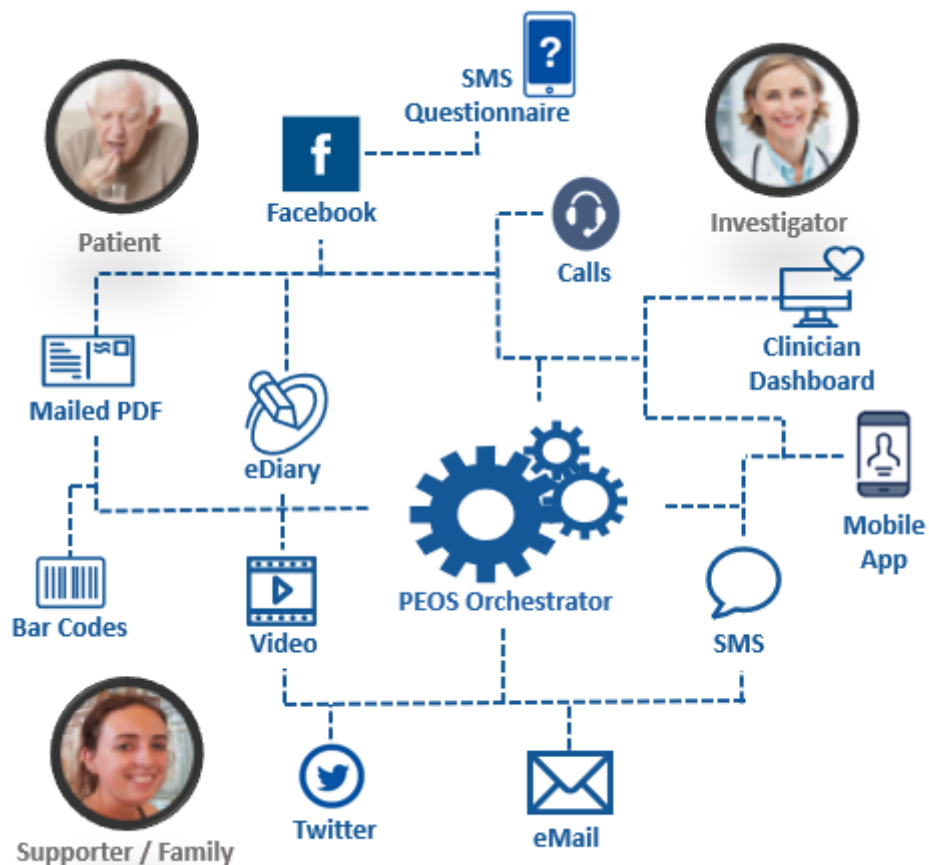 SMS
Questionnaire
?
f
Facebook
Patient
Investigator
Calls
Clinician
Dashboard
Mailed PDF
eDiary
Mobile
App
PEOS Orchestrator
Bar Codes
Video
SMS
Twitter
eMail
Supporter / Family